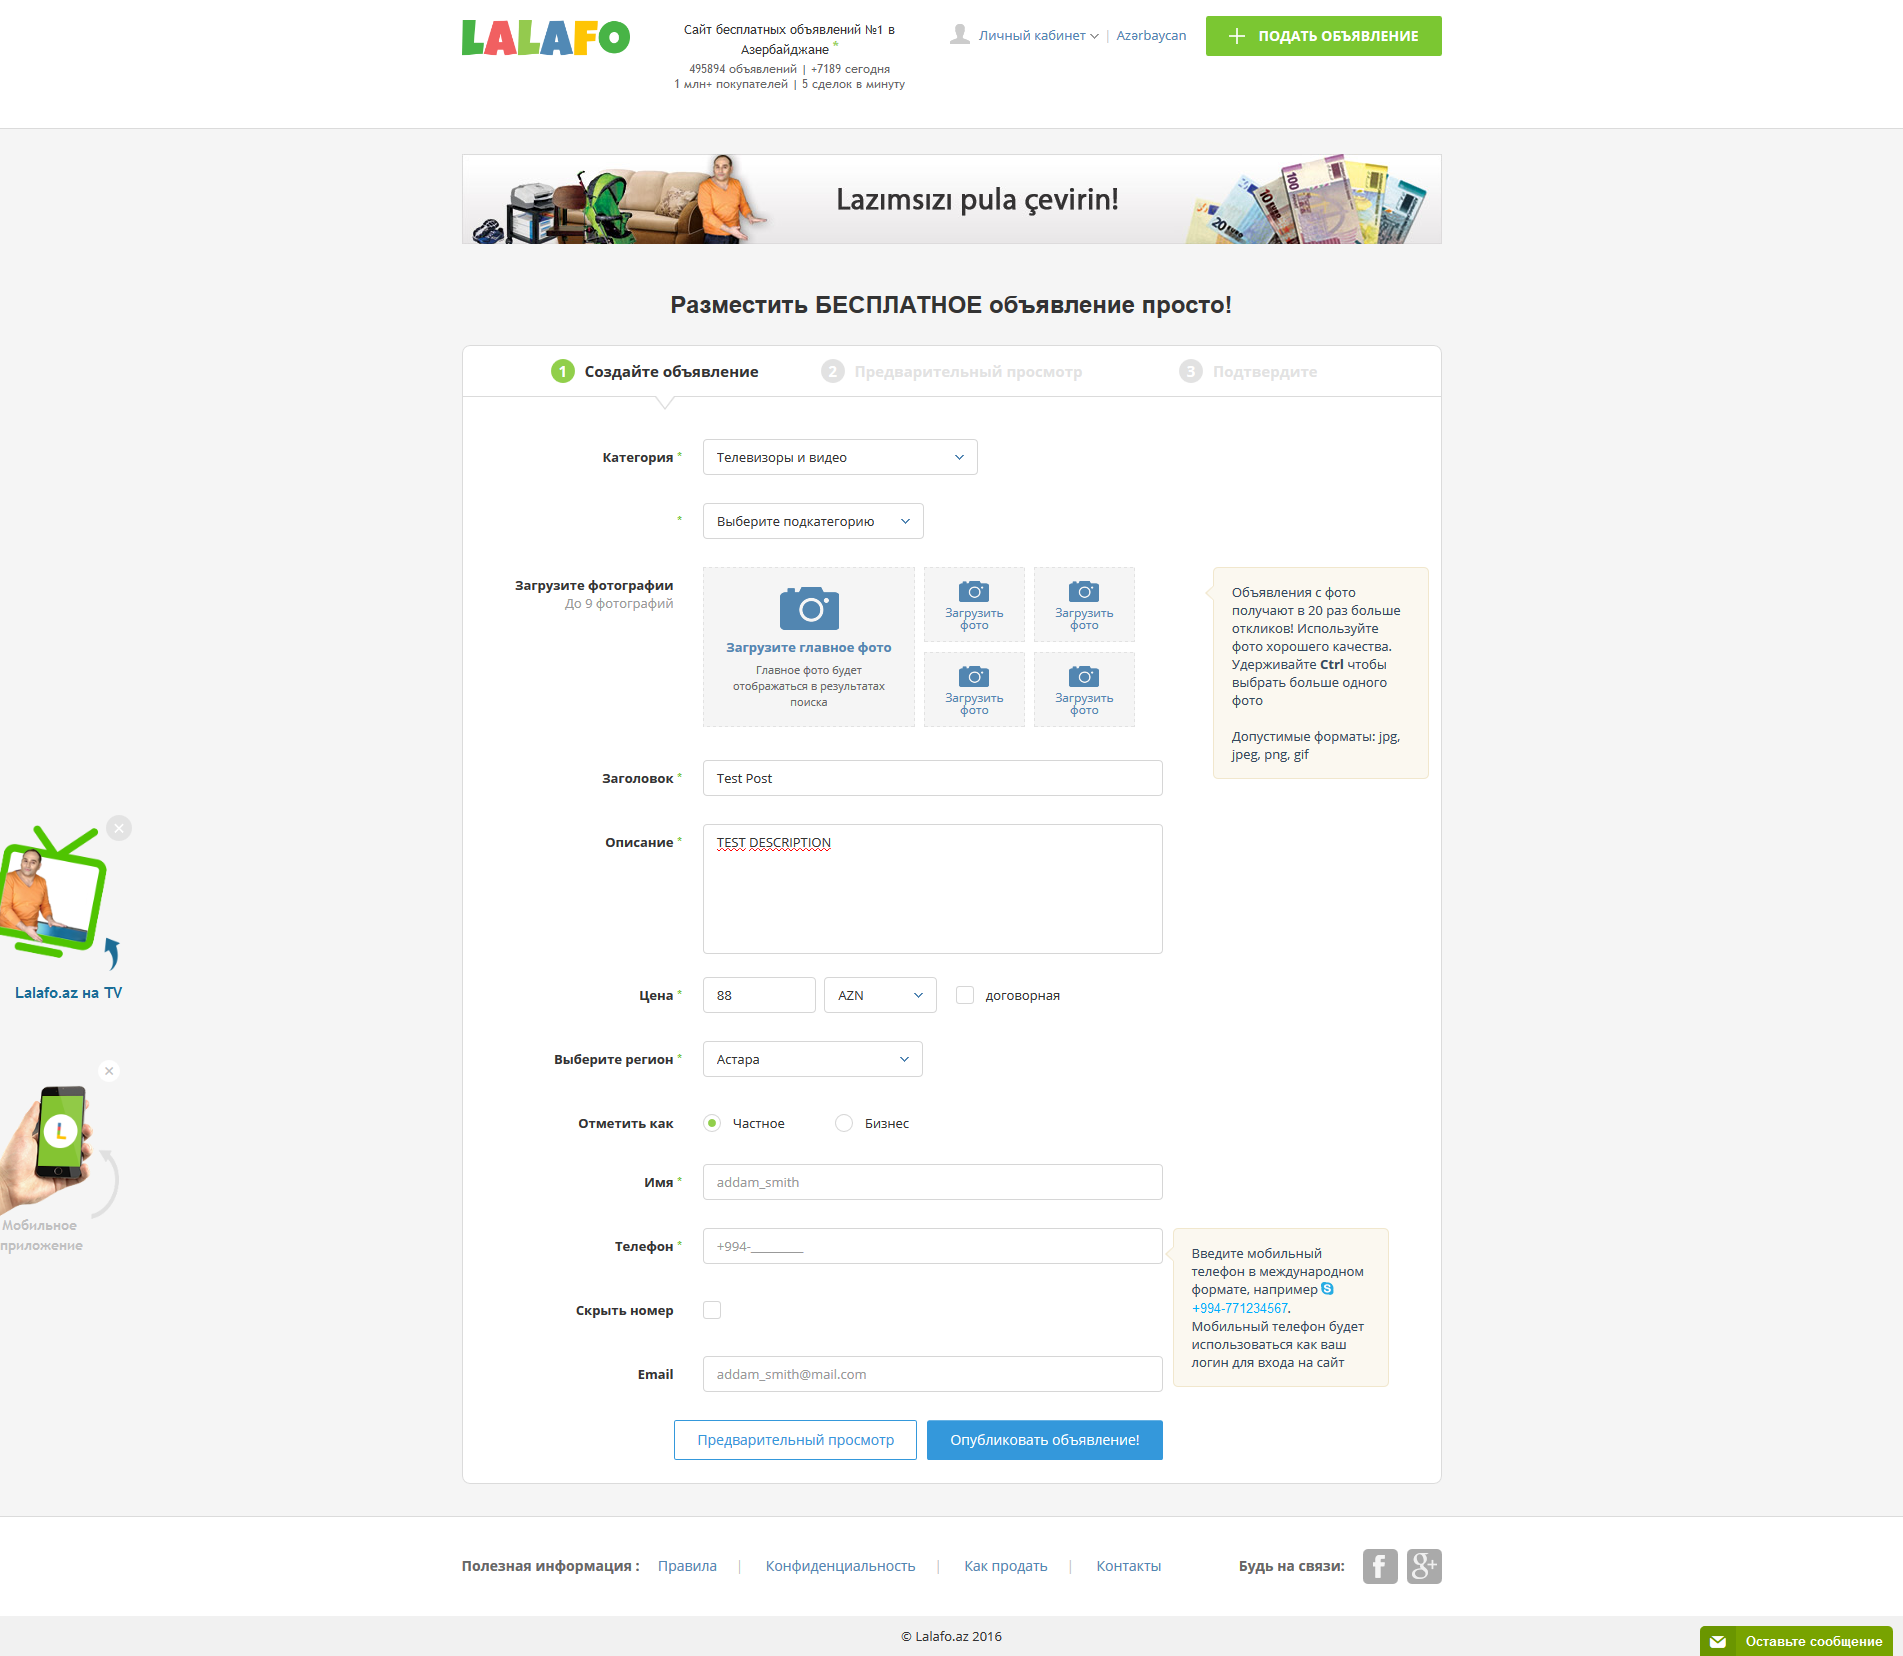 LALAFO
Сайт бесплатных объявлений №1 в
Азербайджане *
495894 объявлений | +7189 сегодня
1 млн+ покупателей | 5 сделок в минуту
Личный кабинет | Azərbaycan
ПОДАТЬ ОБЪЯВЛЕНИЕ
Lazımsızı pula çevirin!
20 EURO
10 EURO
100
Разместить БЕСПЛАТНОЕ объявление просто!
1 Создайте объявление
2 Предварительный просмотр
3 Подтвердите
Категория *
Телевизоры и видео
*
Выберите подкатегорию
Загрузите фотографии
До 9 фотографий
Загрузите главное фото
Главное фото будет
отображаться в результатах
поиска
Загрузить
фото
Загрузить
фото
Загрузить
фото
Загрузить
фото
Объявления с фото
получают в 20 раз больше
откликов! Используйте
фото хорошего качества.
Удерживайте Ctrl чтобы
выбрать больше одного
фото
Допустимые форматы: jpg,
jpeg, png, gif
Заголовок *
Test Post
Описание *
TEST DESCRIPTION
Lalafo.az на TV
Цена *
88
AZN
договорная
Выберите регион *
Астара
L
Мобильное
приложение
Отметить как
Частное
Бизнес
Имя *
addam_smith
Телефон *
+994-_________
Введите мобильный
телефон в международном
формате, например
+994-771234567.
Мобильный телефон будет
использоваться как ваш
логин для входа на сайт
Скрыть номер
Email
addam_smith@mail.com
Предварительный просмотр
Опубликовать объявление!
Полезная информация : Правила | Конфиденциальность | Как продать | Контакты
Будь на связи:
f
g+
© Lalafo.az 2016
Оставьте сообщение